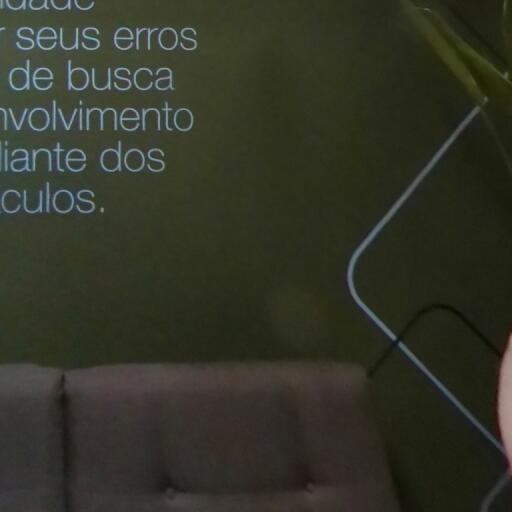 r seus erros
de busca
nvolvimento
diante dos
culos.